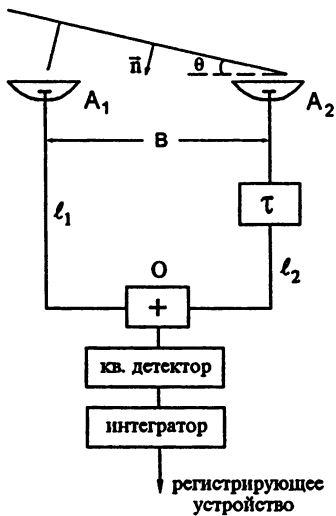 n⃗ θ
A₁ A₂
B
τ
ℓ₁ ℓ₂
O
+
кв. детектор
интегратор
регистрирующее
устройство